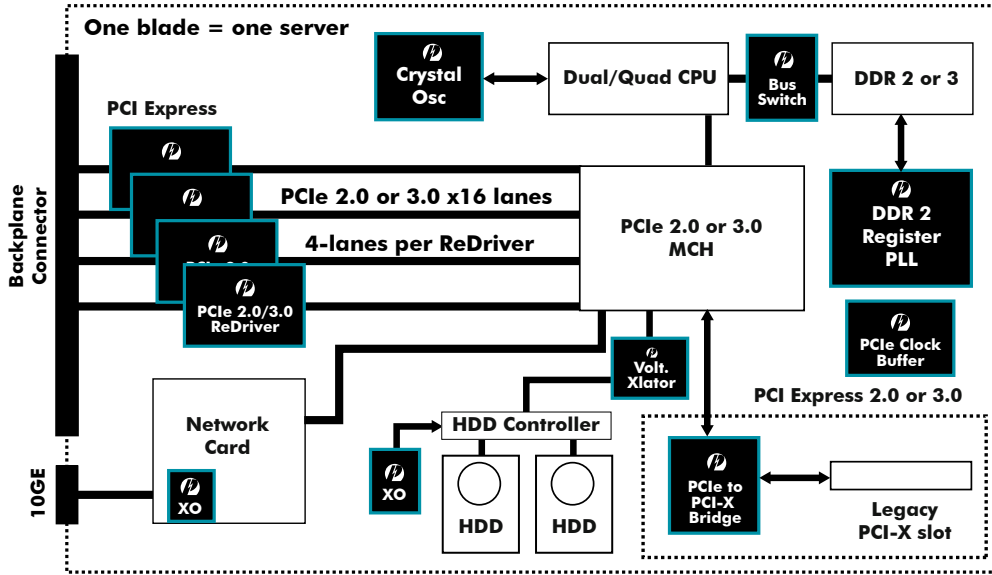 One blade = one server
Crystal
Osc
Dual/Quad CPU
Bus
Switch
DDR 2 or 3
PCI Express
PCIe 2.0 or 3.0 x16 lanes
4-lanes per ReDriver
PCIe 2.0/3.0
ReDriver
Backplane
Connector
PCIe 2.0 or 3.0
MCH
DDR 2
Register
PLL
PCIe Clock
Buffer
Volt.
Xlator
PCI Express 2.0 or 3.0
Network
Card
XO
10GE
HDD Controller
XO
HDD
HDD
PCIe to
PCI-X
Bridge
Legacy
PCI-X slot